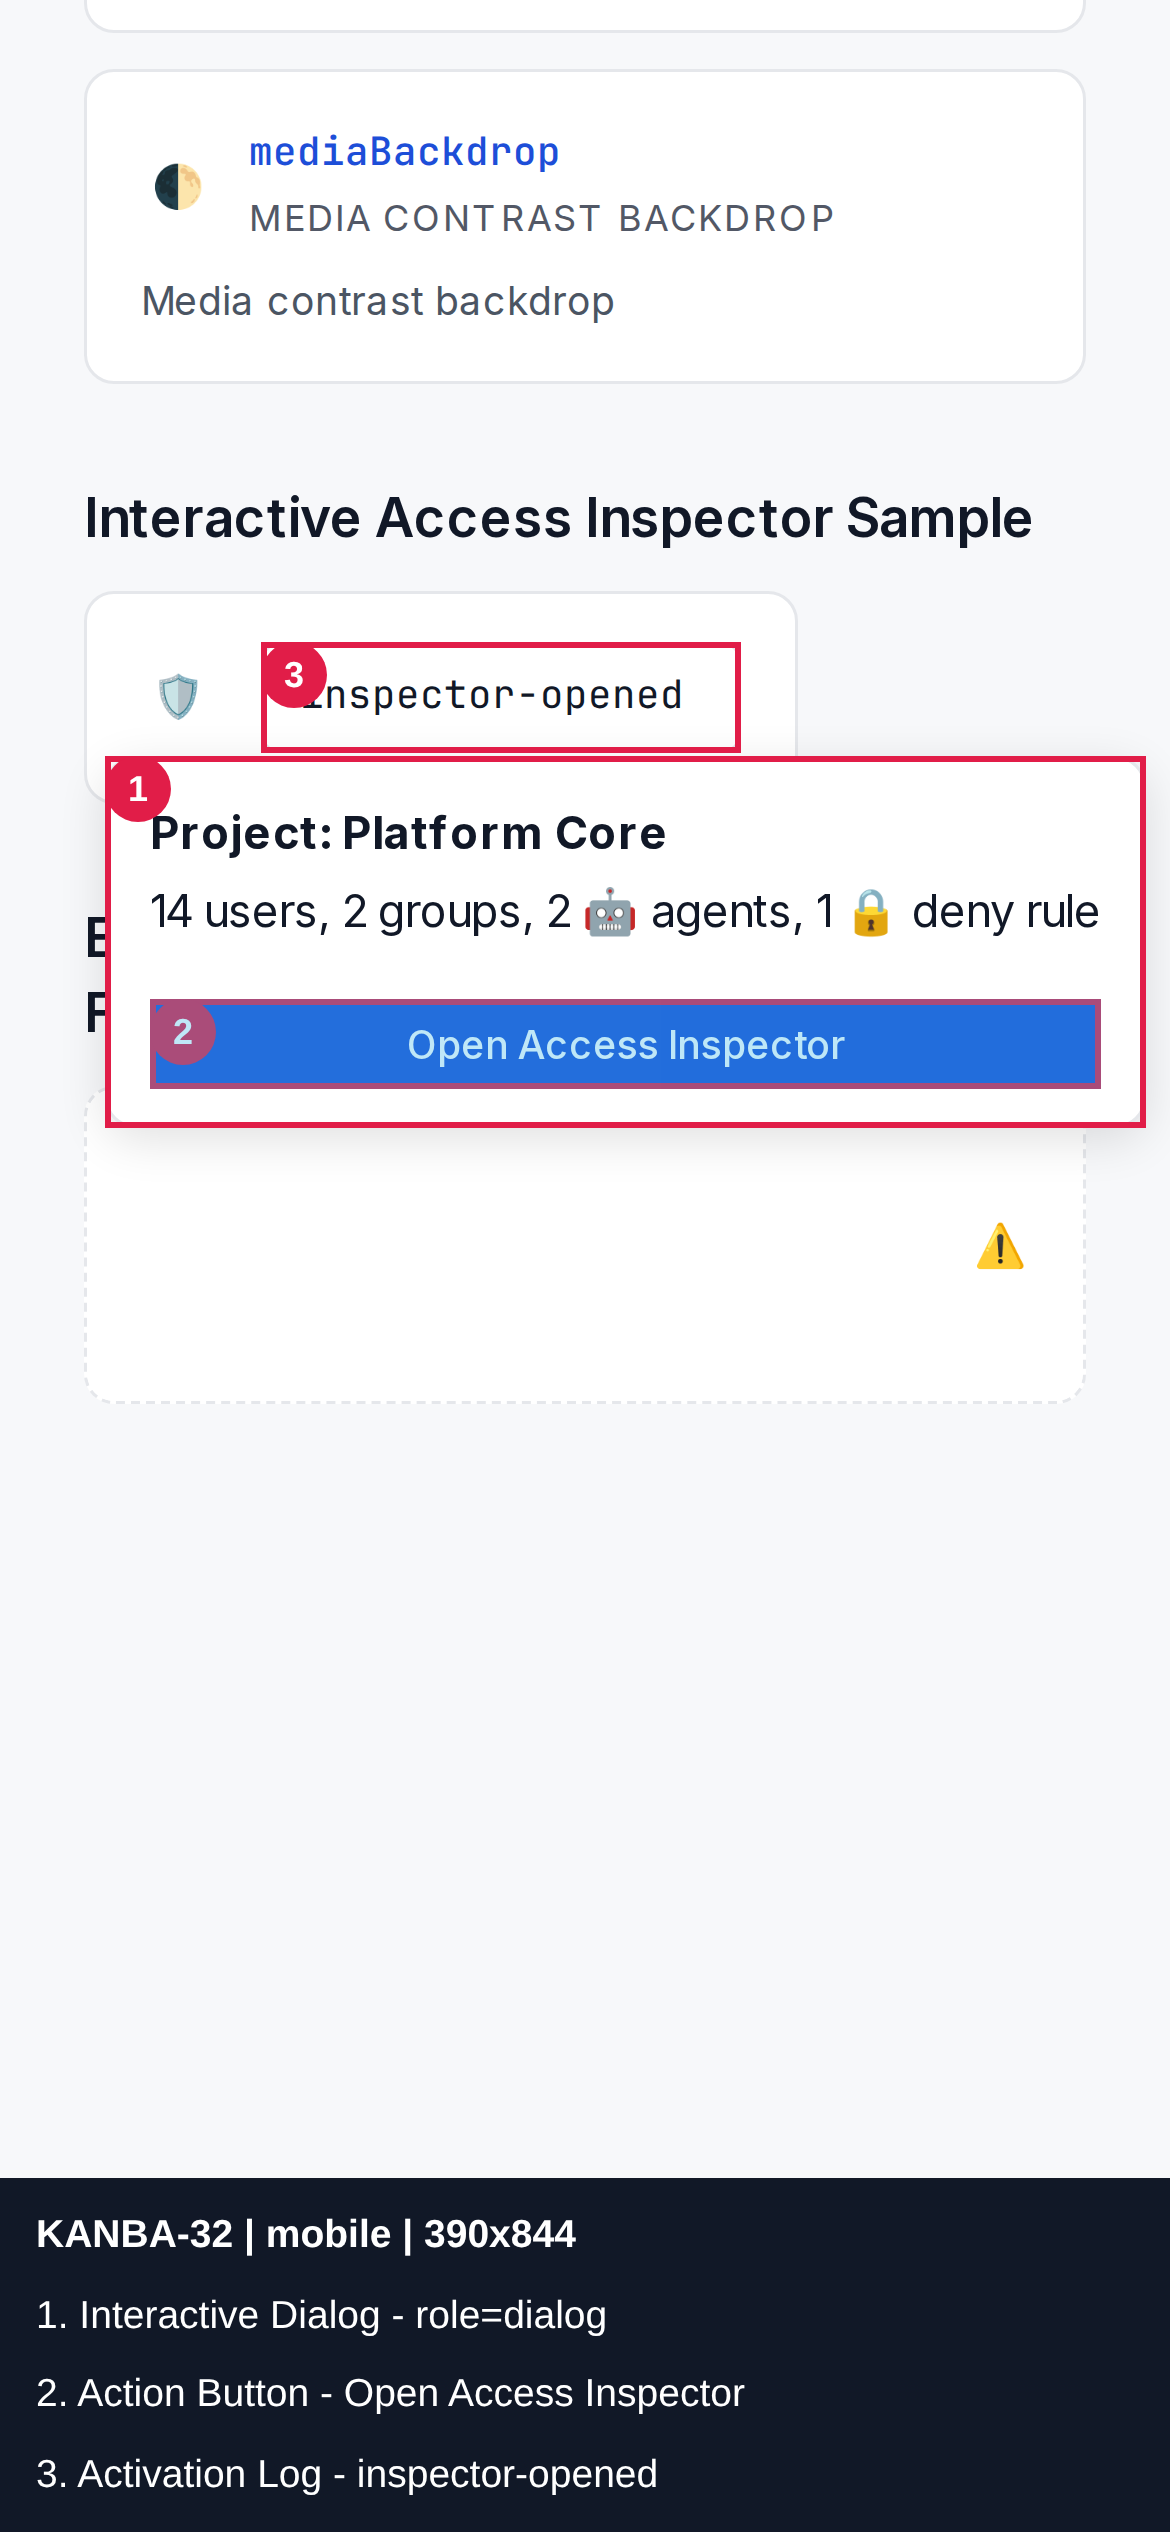 mediaBackdrop
MEDIA CONTRAST BACKDROP
Media contrast backdrop
Interactive Access Inspector Sample
3
inspector-opened
1
Project: Platform Core
14 users, 2 groups, 2 🤖 agents, 1 🔒 deny rule
2
Open Access Inspector
KANBA-32 | mobile | 390x844
1. Interactive Dialog - role=dialog
2. Action Button - Open Access Inspector
3. Activation Log - inspector-opened